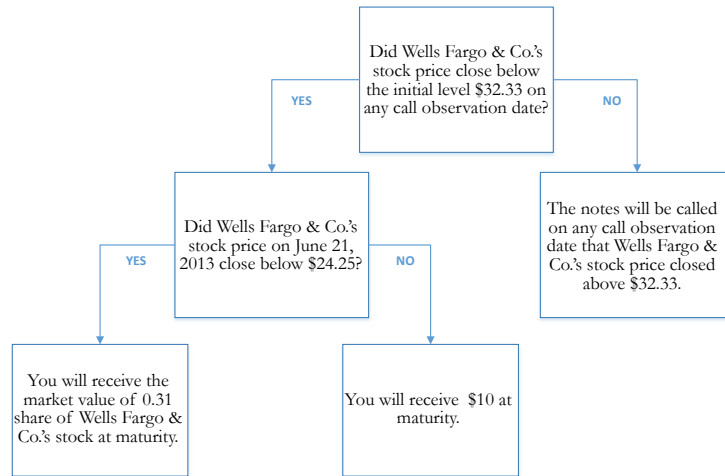 Did Wells Fargo & Co.'s
stock price close below
the initial level $32.33 on
any call observation date?
YES
NO
Did Wells Fargo & Co.'s
stock price on June 21,
2013 close below $24.25?
The notes will be called
on any call observation
date that Wells Fargo &
Co.'s stock price closed
above $32.33.
YES
NO
You will receive the
market value of 0.31
share of Wells Fargo &
Co.'s stock at maturity.
You will receive $10 at
maturity.